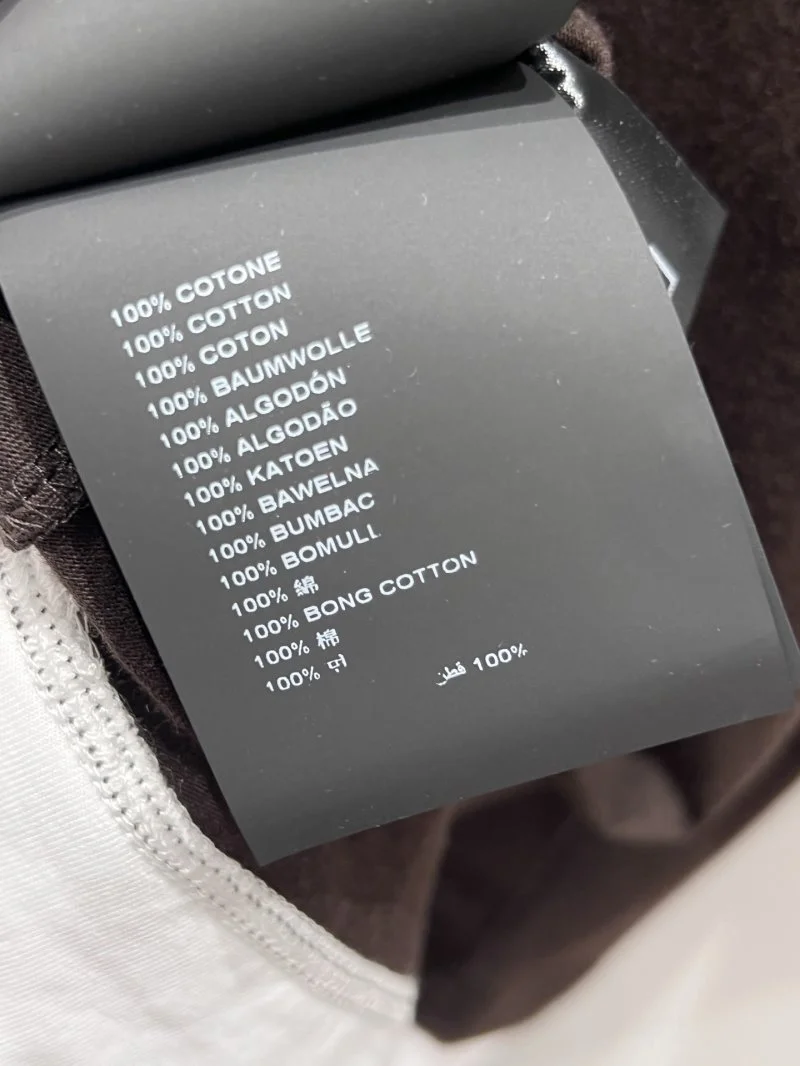 100% COTONE
100% COTTON
100% COTON
100% BAUMWOLLE
100% ALGODÓN
100% ALGODÃO
100% KATOEN
100% BAWELNA
100% BUMBAC
100% BOMULL
100% 綿
100% BONG COTTON
100% 棉
100% 면
100% قطن